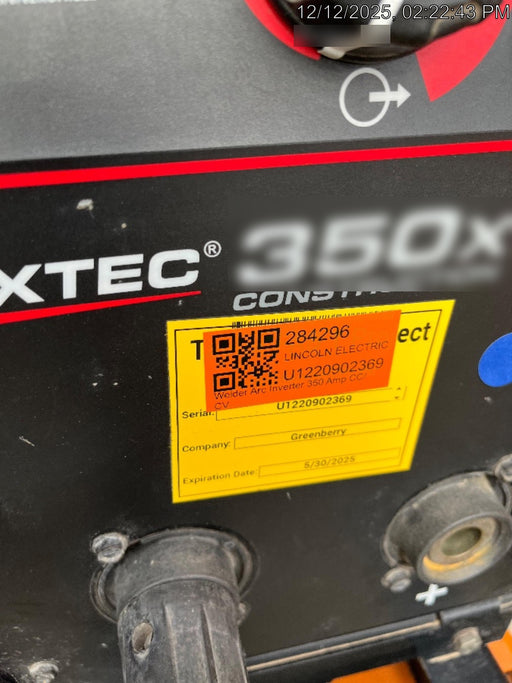 12/12/2025, 02:22:43 PM
XTEC®
350x
CONST
T ect
284296
LINCOLN ELECTRIC
U1220902369
Welder Arc Inverter 350 Amp CC/
CV
Serial: U1220902369
Company: Greenberry
Expiration Date: 5/30/2025
+